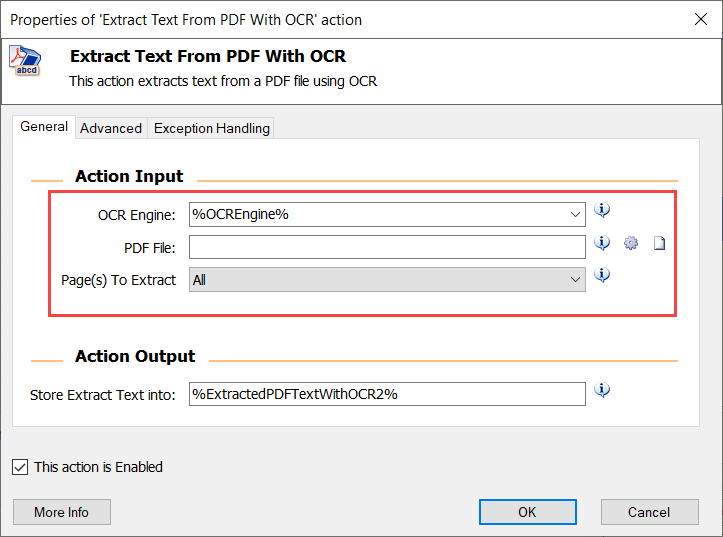 Properties of 'Extract Text From PDF With OCR' action
abcd
Extract Text From PDF With OCR
This action extracts text from a PDF file using OCR
General Advanced Exception Handling
Action Input
OCR Engine: %OCREngine%
PDF File:
Page(s) To Extract All
Action Output
Store Extract Text into: %ExtractedPDFTextWithOCR2%
This action is Enabled
More Info OK Cancel